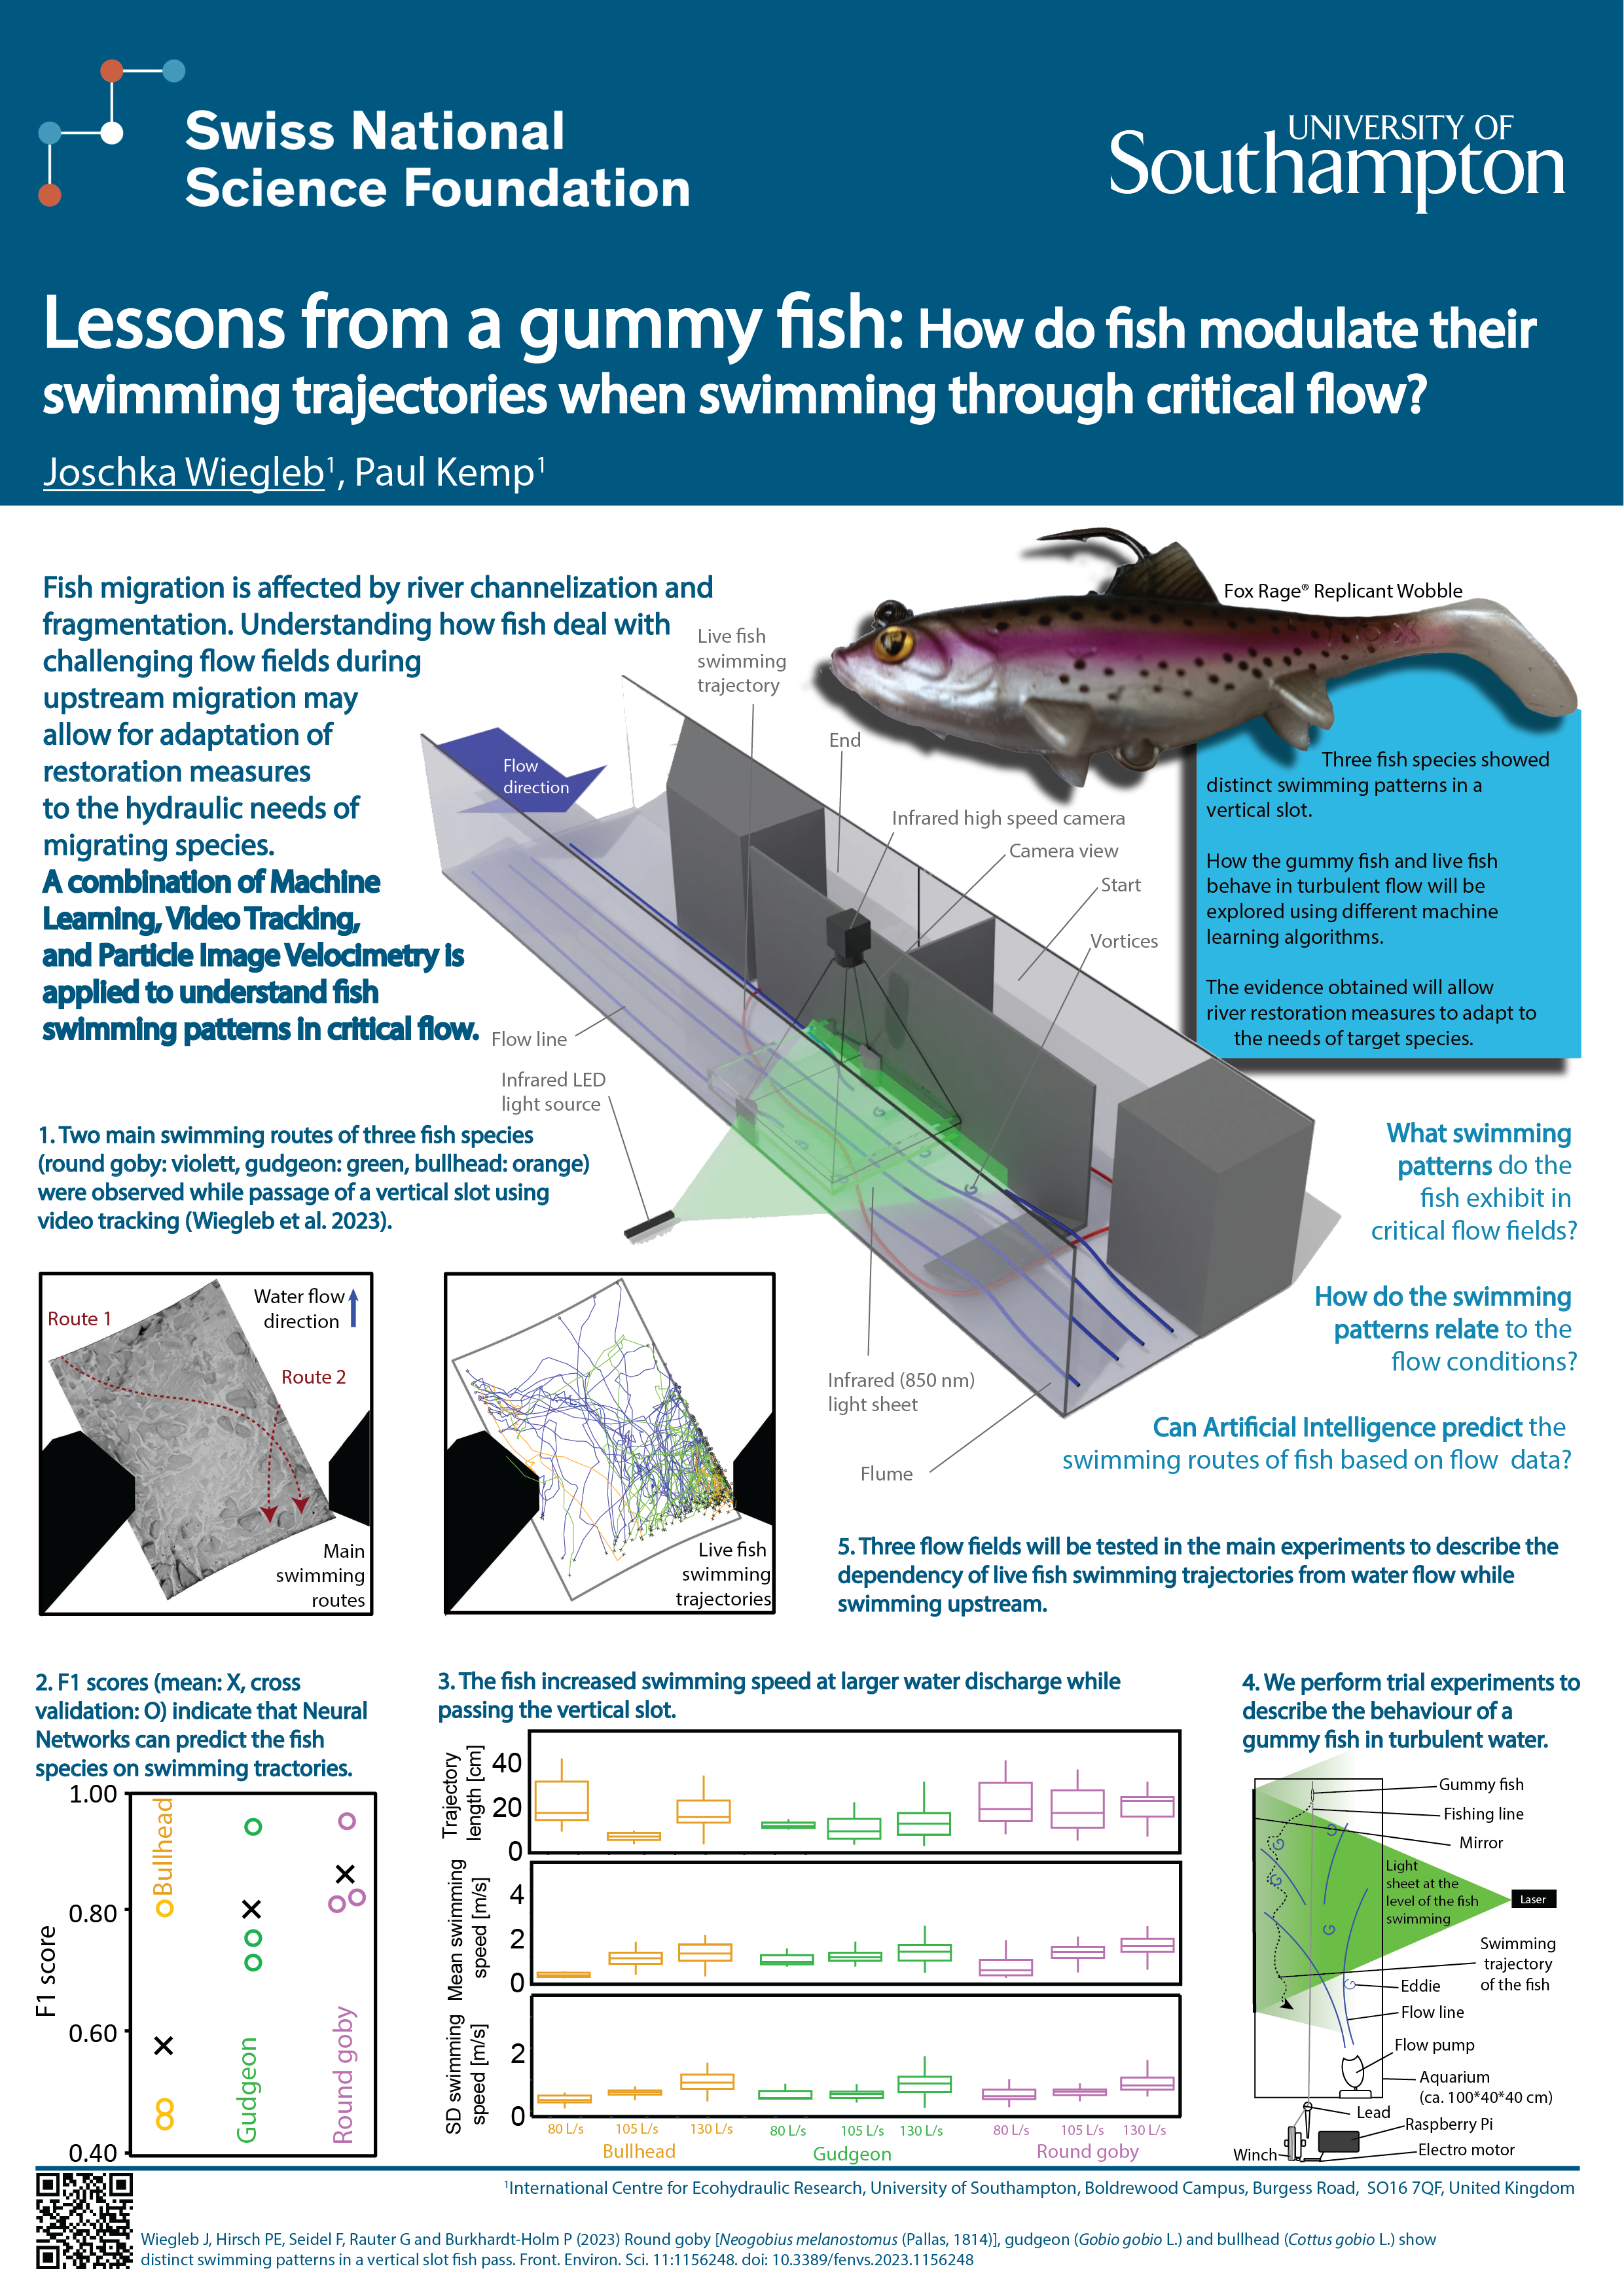 Swiss National
Science Foundation
UNIVERSITY OF
Southampton
Lessons from a gummy fish: How do fish modulate their
swimming trajectories when swimming through critical flow?
Joschka Wiegleb¹, Paul Kemp¹
Fish migration is affected by river channelization and
fragmentation. Understanding how fish deal with
challenging flow fields during
upstream migration may
allow for adaptation of
restoration measures
to the hydraulic needs of
migrating species.
A combination of Machine
Learning, Video Tracking,
and Particle Image Velocimetry is
applied to understand fish
swimming patterns in critical flow.
Fox Rage® Replicant Wobble
Live fish
swimming
trajectory
End
Flow
direction
Infrared high speed camera
Camera view
Start
Vortices
Flow line
Infrared LED
light source
Infrared (850 nm)
light sheet
Flume
Three fish species showed
distinct swimming patterns in a
vertical slot.
How the gummy fish and live fish
behave in turbulent flow will be
explored using different machine
learning algorithms.
The evidence obtained will allow
river restoration measures to adapt to
the needs of target species.
What swimming
patterns do the
fish exhibit in
critical flow fields?
How do the swimming
patterns relate to the
flow conditions?
Can Artificial Intelligence predict the
swimming routes of fish based on flow data?
1. Two main swimming routes of three fish species
(round goby: violett, gudgeon: green, bullhead: orange)
were observed while passage of a vertical slot using
video tracking (Wiegleb et al. 2023).
Route 1
Water flow
direction
Route 2
Main
swimming
routes
Live fish
swimming
trajectories
5. Three flow fields will be tested in the main experiments to describe the
dependency of live fish swimming trajectories from water flow while
swimming upstream.
2. F1 scores (mean: X, cross
validation: O) indicate that Neural
Networks can predict the fish
species on swimming tractories.
1.00
0.80
0.60
0.40
F1 score
Bullhead
Gudgeon
Round goby
3. The fish increased swimming speed at larger water discharge while
passing the vertical slot.
Trajectory
length [cm]
40
20
0
Mean swimming
speed [m/s]
4
2
0
SD swimming
speed [m/s]
2
0
80 L/s 105 L/s 130 L/s 80 L/s 105 L/s 130 L/s 80 L/s 105 L/s 130 L/s
Bullhead Gudgeon Round goby
4. We perform trial experiments to
describe the behaviour of a
gummy fish in turbulent water.
Gummy fish
Fishing line
Mirror
Light
sheet at the
level of the fish
swimming
Laser
Swimming
trajectory
of the fish
Eddie
Flow line
Flow pump
Aquarium
(ca. 100*40*40 cm)
Lead
Raspberry Pi
Winch
Electro motor
¹International Centre for Ecohydraulic Research, University of Southampton, Boldrewood Campus, Burgess Road, SO16 7QF, United Kingdom
Wiegleb J, Hirsch PE, Seidel F, Rauter G and Burkhardt-Holm P (2023) Round goby [Neogobius melanostomus (Pallas, 1814)], gudgeon (Gobio gobio L.) and bullhead (Cottus gobio L.) show
distinct swimming patterns in a vertical slot fish pass. Front. Environ. Sci. 11:1156248. doi: 10.3389/fenvs.2023.1156248